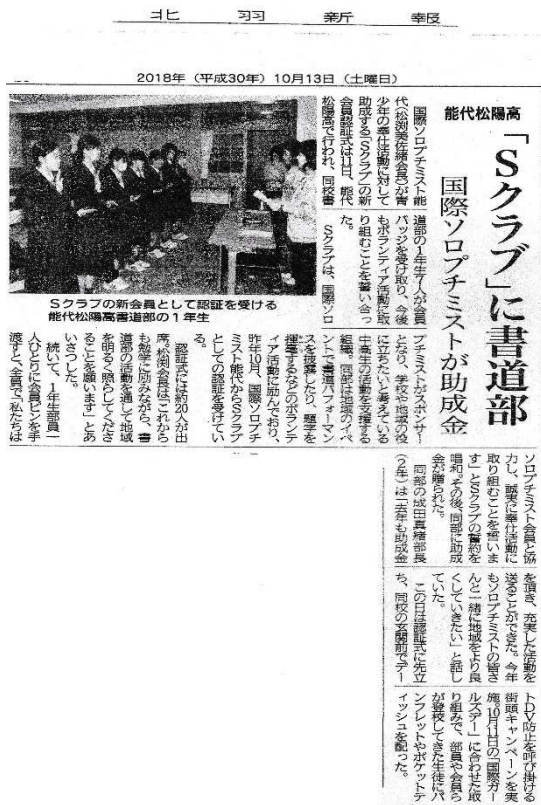 北羽新報
2018年（平成30年）10月13日（土曜日）
能代松陽高
「Sクラブ」に書道部
国際ソロプチミストが助成金
国際ソロプチミスト能
代（松渕美佐緒会長）が青
少年の奉仕活動に対して
助成する「Sクラブ」の新
会員認証式は11日、能代
松陽高で行われ、同校書
道部の1年生7人が会員
バッジを受け取り、今後
もボランティア活動に取
り組むことを誓い合っ
た。
Sクラブは、国際ソロ
プチミストがスポンサー
となり、学校や地域の役
に立ちたいと考えている
中高生の活動を支援する
組織。同部は地域のイベ
ントで書道パフォーマン
スを披露したり、題字を
揮毫するなどのボランテ
ィア活動に励んでおり、
昨年10月、国際ソロプチ
ミスト能代からSクラブ
としての認証を受けてい
る。
認証式には約20人が出
席。松渕会長は「これから
も勉学に励みながら、書
道部の活動を通して地域
を明るく照らしてくださ
ることを願います」とあ
いさつした。
続いて、1年生部員一
人ひとりに会員ピンを手
渡すと、全員で「私たちは
ソロプチミスト会員と協
力し、誠実に奉仕活動に
取り組むことを誓いま
す」とSクラブの誓約を
唱和。その後、同部に助成
金が贈られた。
同部の成田真緒部長
（2年）は「去年も助成金
を頂き、充実した活動を
送ることができた。今年
もソロプチミストの皆さ
んと一緒に地域をより良
くしていきたい」と話し
ていた。
この日は認証式に先立
ち、同校の玄関前でデー
トDV防止を呼び掛ける
街頭キャンペーンを実
施。10月11日の「国際ガー
ルズデー」に合わせた取
り組みで、部員や会員ら
が登校してきた生徒にパ
ンフレットやポケットテ
ィッシュを配った。
Sクラブの新会員として認証を受ける
能代松陽高書道部の1年生